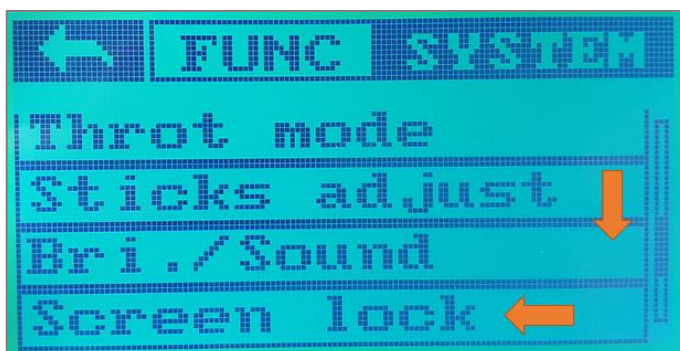 FUNC SYSTEM
Throt mode
Sticks adjust
Bri./Sound
Screen lock